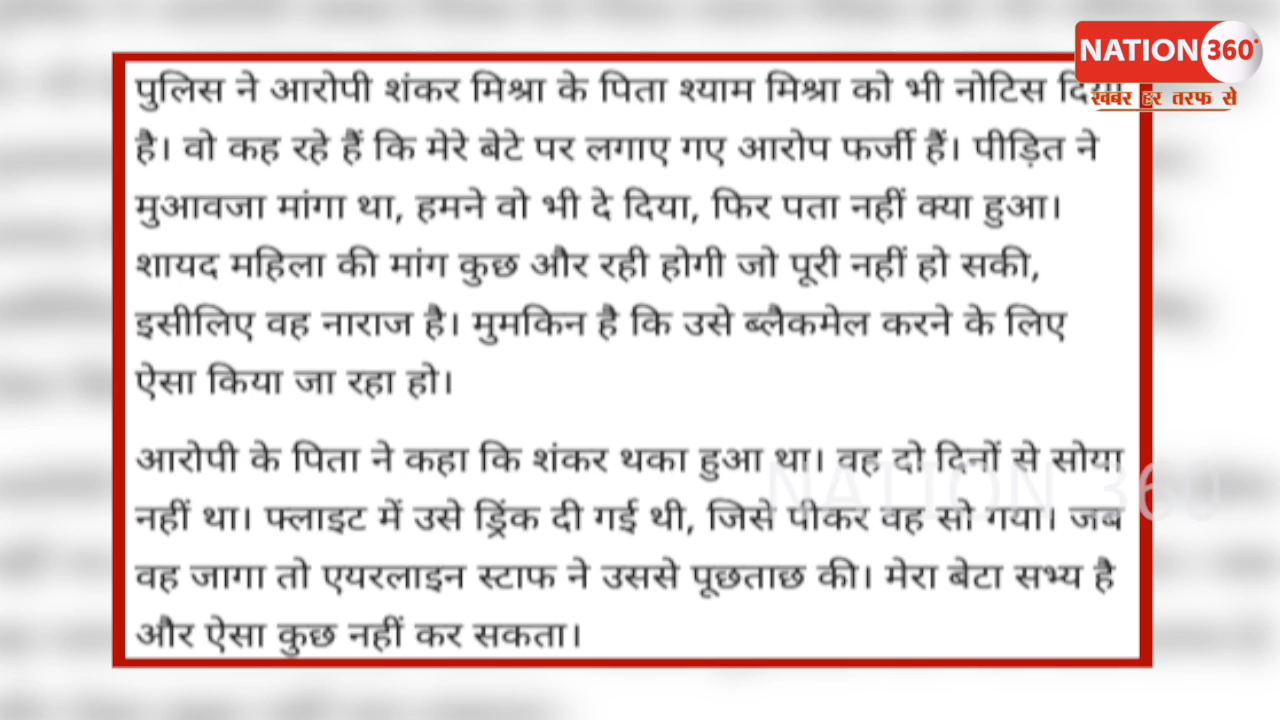 NATION 360°
खबर हर तरफ से
पुलिस ने आरोपी शंकर मिश्रा के पिता श्याम मिश्रा को भी नोटिस दिया
है। वो कह रहे हैं कि मेरे बेटे पर लगाए गए आरोप फर्जी हैं। पीड़ित ने
मुआवजा मांगा था, हमने वो भी दे दिया, फिर पता नहीं क्या हुआ।
शायद महिला की मांग कुछ और रही होगी जो पूरी नहीं हो सकी,
इसीलिए वह नाराज है। मुमकिन है कि उसे ब्लैकमेल करने के लिए
ऐसा किया जा रहा हो।
आरोपी के पिता ने कहा कि शंकर थका हुआ था। वह दो दिनों से सोया
नहीं था। फ्लाइट में उसे ड्रिंक दी गई थी, जिसे पीकर वह सो गया। जब
वह जागा तो एयरलाइन स्टाफ ने उससे पूछताछ की। मेरा बेटा सभ्य है
और ऐसा कुछ नहीं कर सकता।
NATION 360